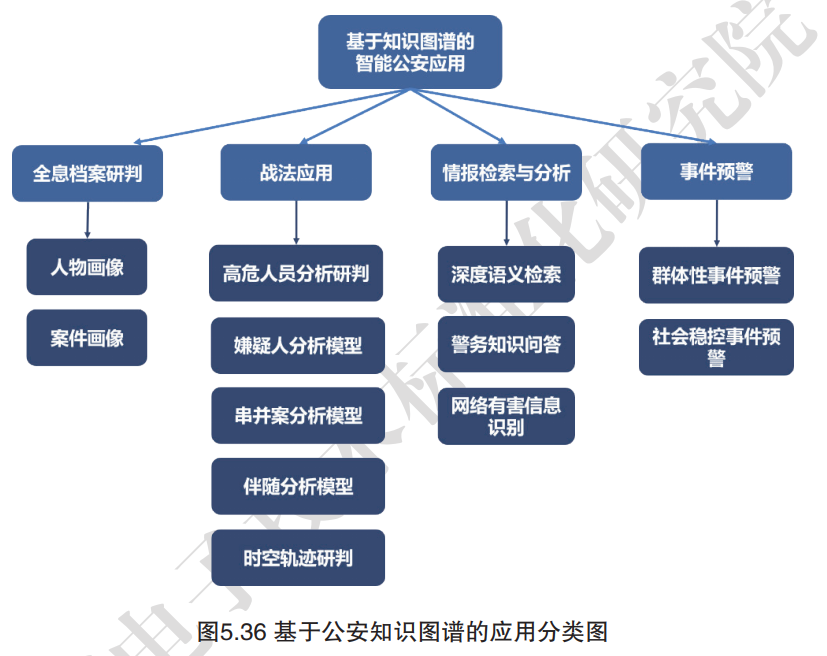 基于知识图谱的
智能公安应用
全息档案研判
战法应用
情报检索与分析
事件预警
人物画像
案件画像
高危人员分析研判
嫌疑人分析模型
串并案分析模型
伴随分析模型
时空轨迹研判
深度语义检索
警务知识问答
网络有害信息
识别
群体性事件预警
社会稳控事件预
警
图5.36 基于公安知识图谱的应用分类图
电子技术标准化研究院